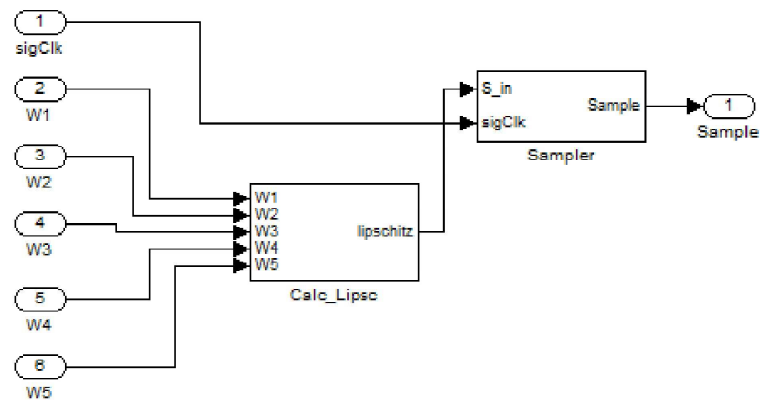 1
sigClk
2
W1
3
W2
4
W3
5
W4
6
W5
W1
W2
W3
W4
W5
lipschitz
Calc_Lipsc
S_in
sigClk
Sample
Sampler
1
Sample